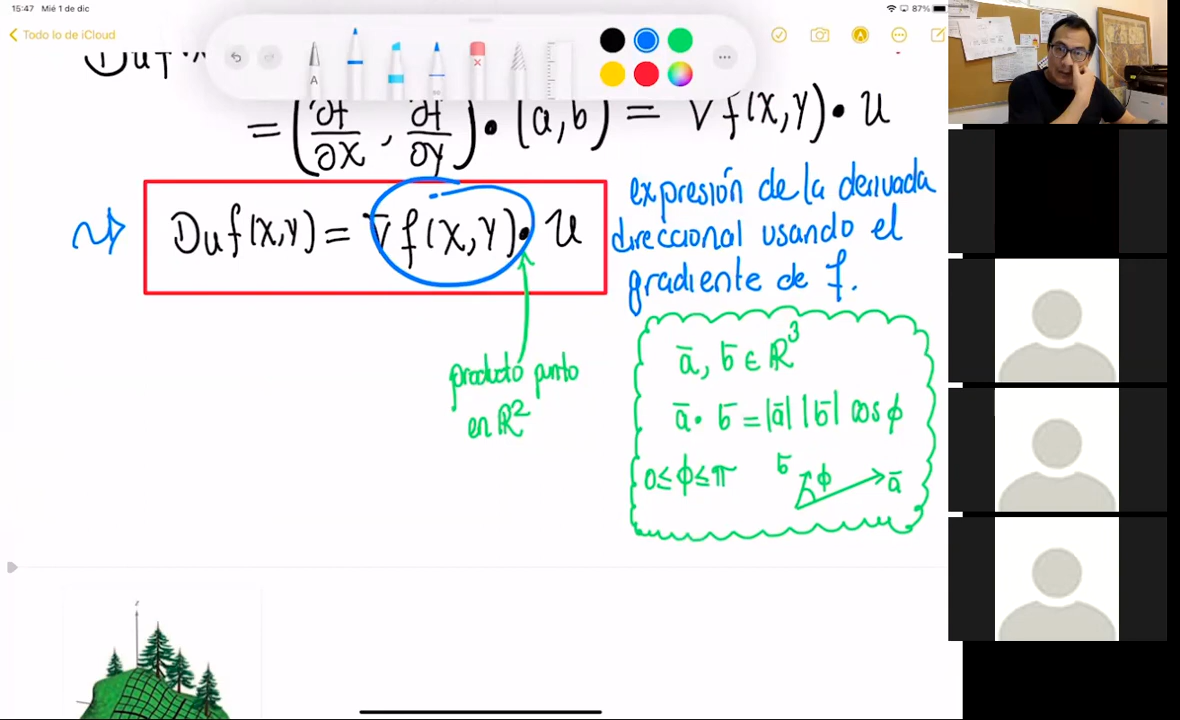 15:47 Mié 1 de dic
87%
Todo lo de iCloud
A
= (∂f/∂x , ∂f/∂y) • (a,b) = ∇f(x,y) • u
Duf(x,y) = ∇f(x,y) • u
expresión de la derivada
direccional usando el
gradiente de f.
producto punto
en ℝ²
ā, b̄ ∈ ℝ³
ā • b̄ = |ā| |b̄| cos ϕ
0 ≤ ϕ ≤ π
b̄
ϕ
ā
z